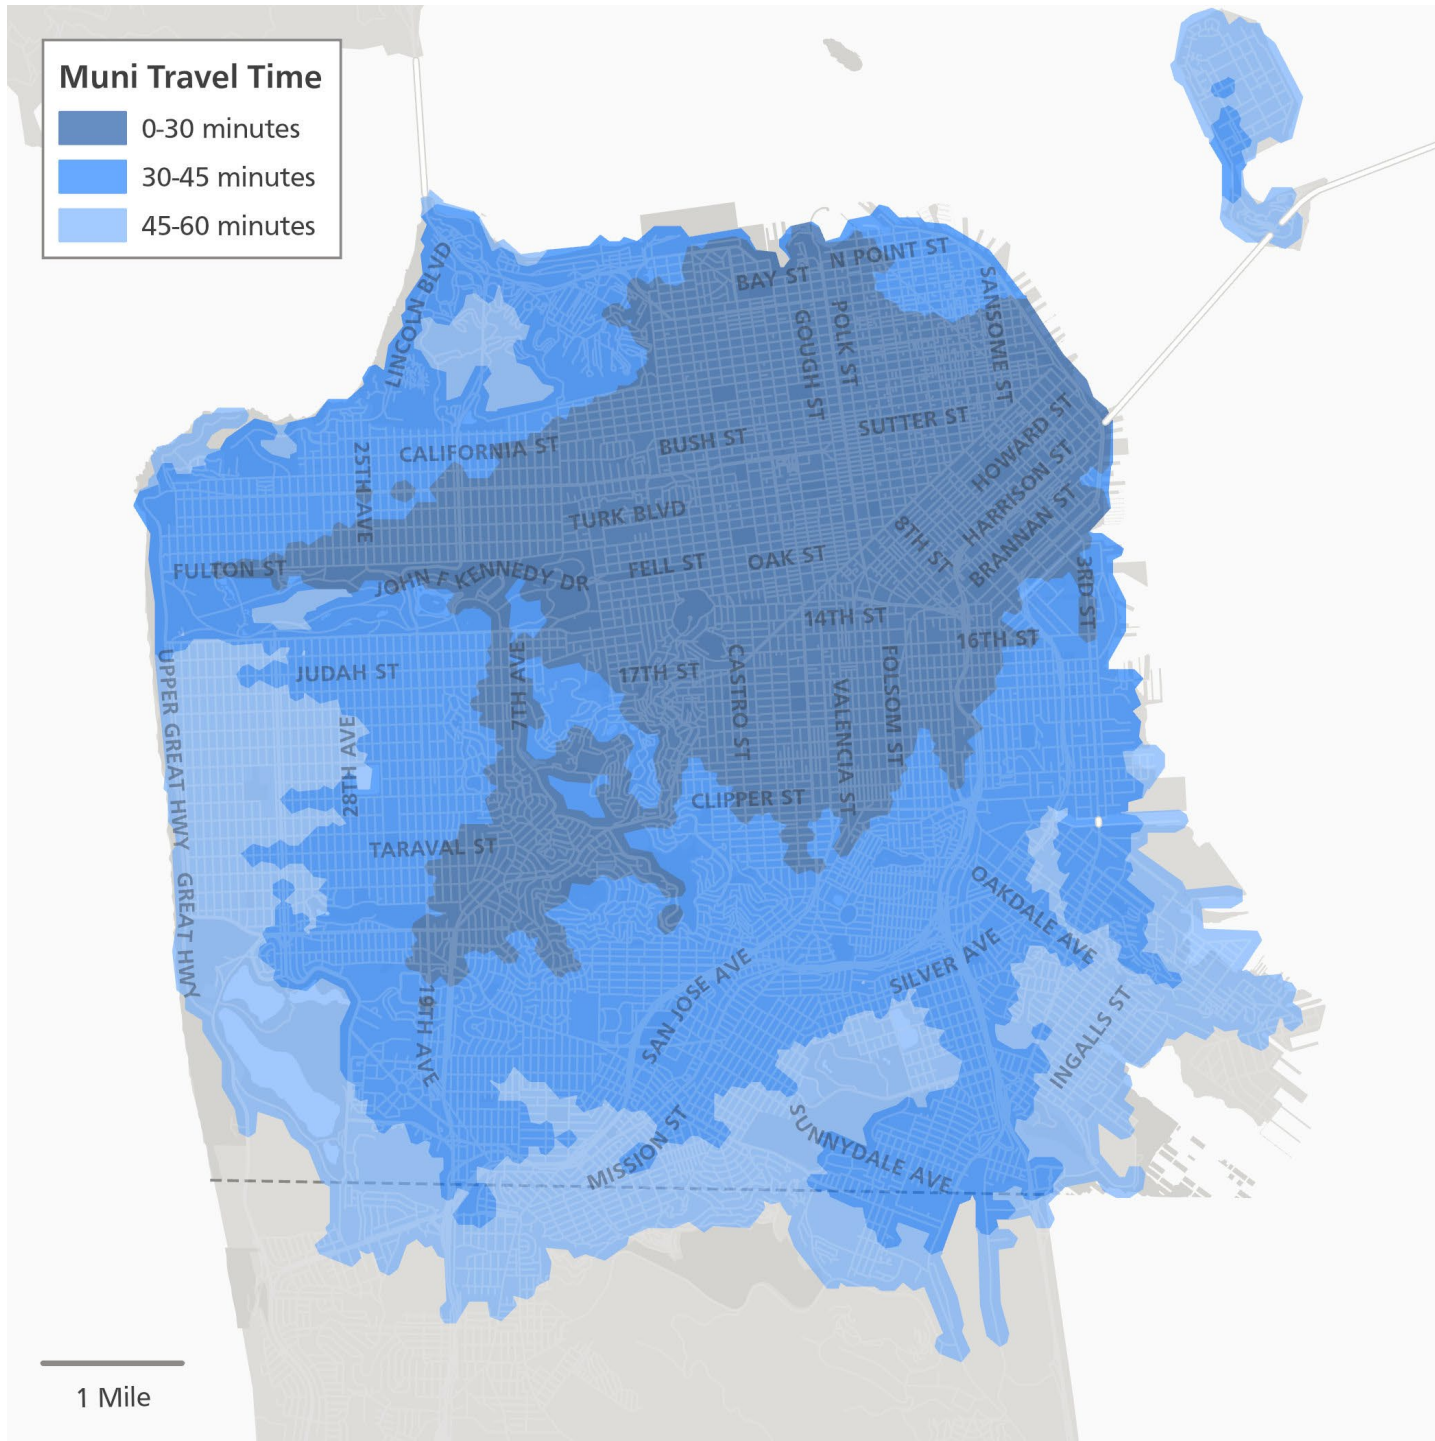 Muni Travel Time
0-30 minutes
30-45 minutes
45-60 minutes
LINCOLN BLVD
BAY ST
N POINT ST
SANSOME ST
GOUGH ST
POLK ST
SUTTER ST
HOWARD ST
HARRISON ST
BRANNAN ST
8TH ST
CALIFORNIA ST
BUSH ST
25TH AVE
TURK BLVD
FULTON ST
JOHN F KENNEDY DR
FELL ST
OAK ST
3RD ST
14TH ST
16TH ST
JUDAH ST
7TH AVE
17TH ST
CASTRO ST
VALENCIA ST
FOLSOM ST
UPPER GREAT HWY
28TH AVE
CLIPPER ST
TARAVAL ST
GREAT HWY
OAKDALE AVE
SILVER AVE
SAN JOSE AVE
19TH AVE
INGALLS ST
MISSION ST
SUNNYDALE AVE
1 Mile